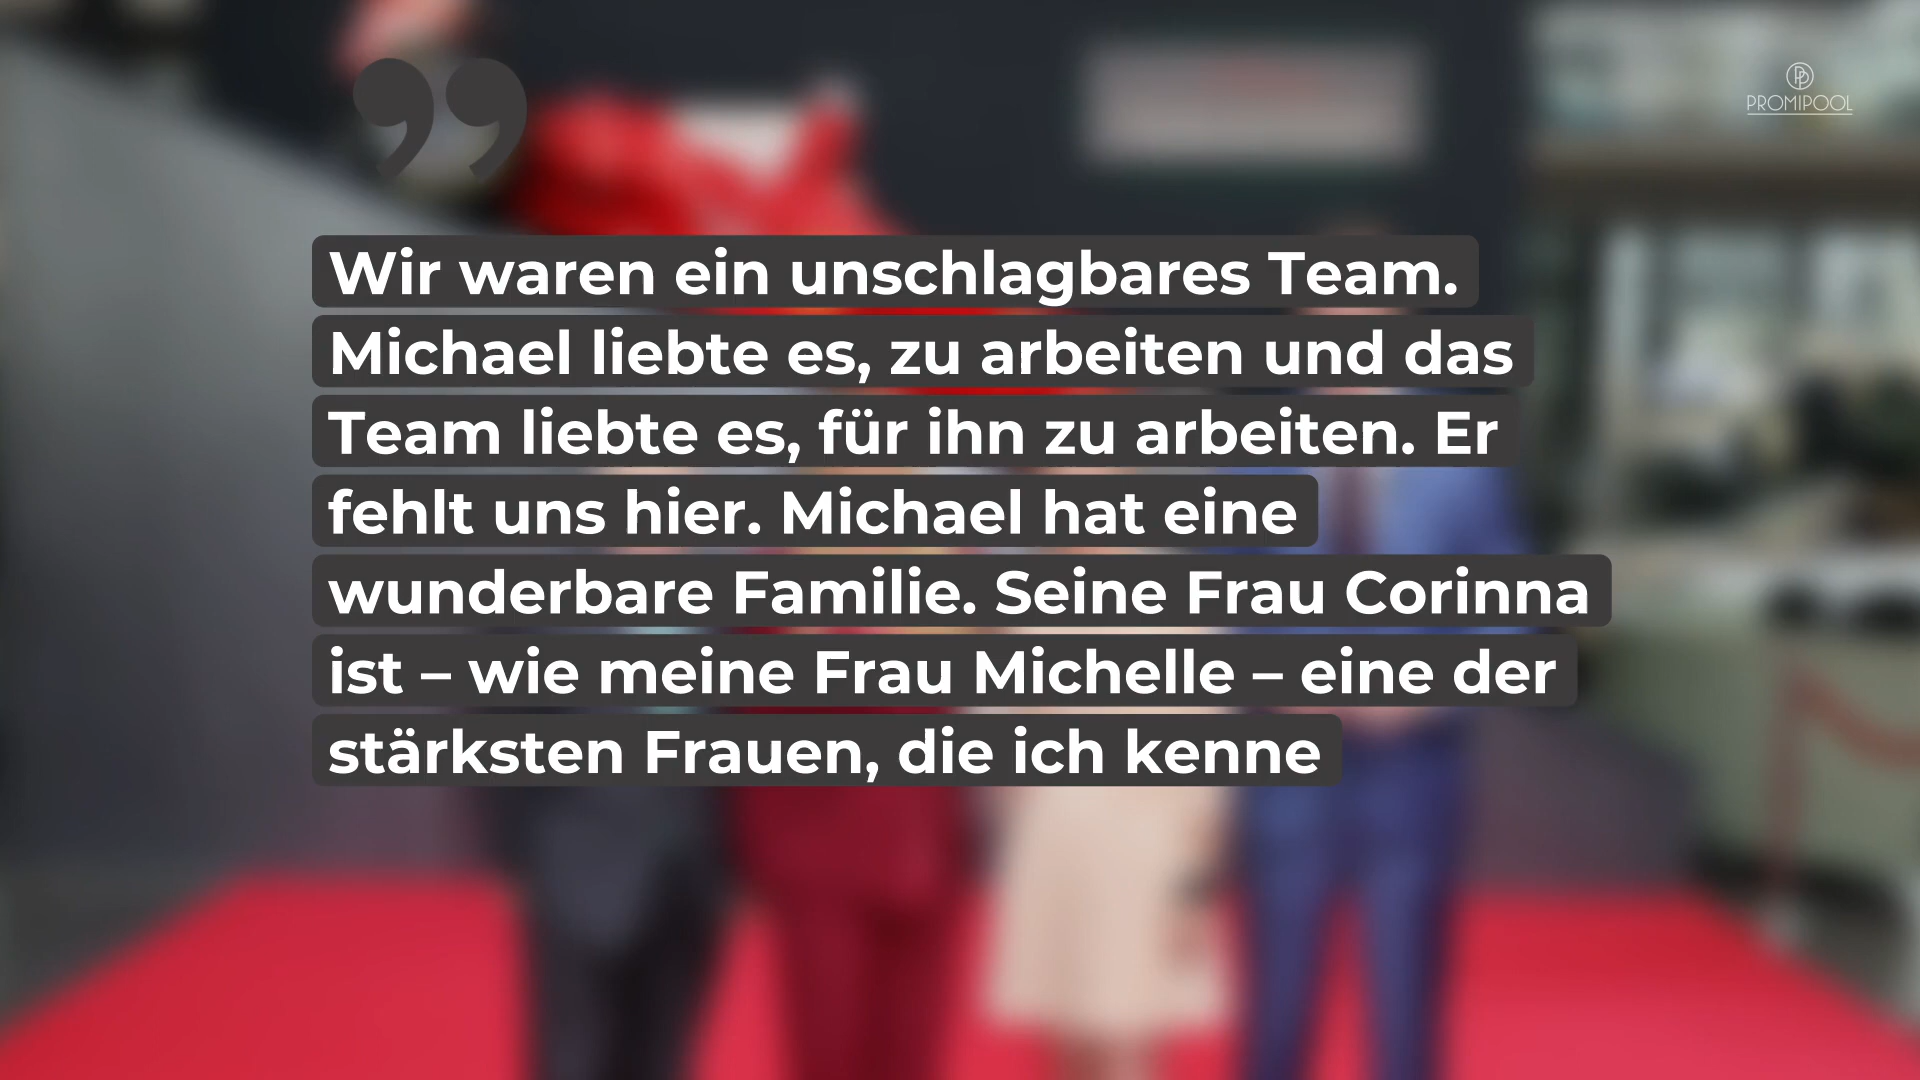 PROMIPOOL
Wir waren ein unschlagbares Team.
Michael liebte es, zu arbeiten und das
Team liebte es, für ihn zu arbeiten. Er
fehlt uns hier. Michael hat eine
wunderbare Familie. Seine Frau Corinna
ist – wie meine Frau Michelle – eine der
stärksten Frauen, die ich kenne